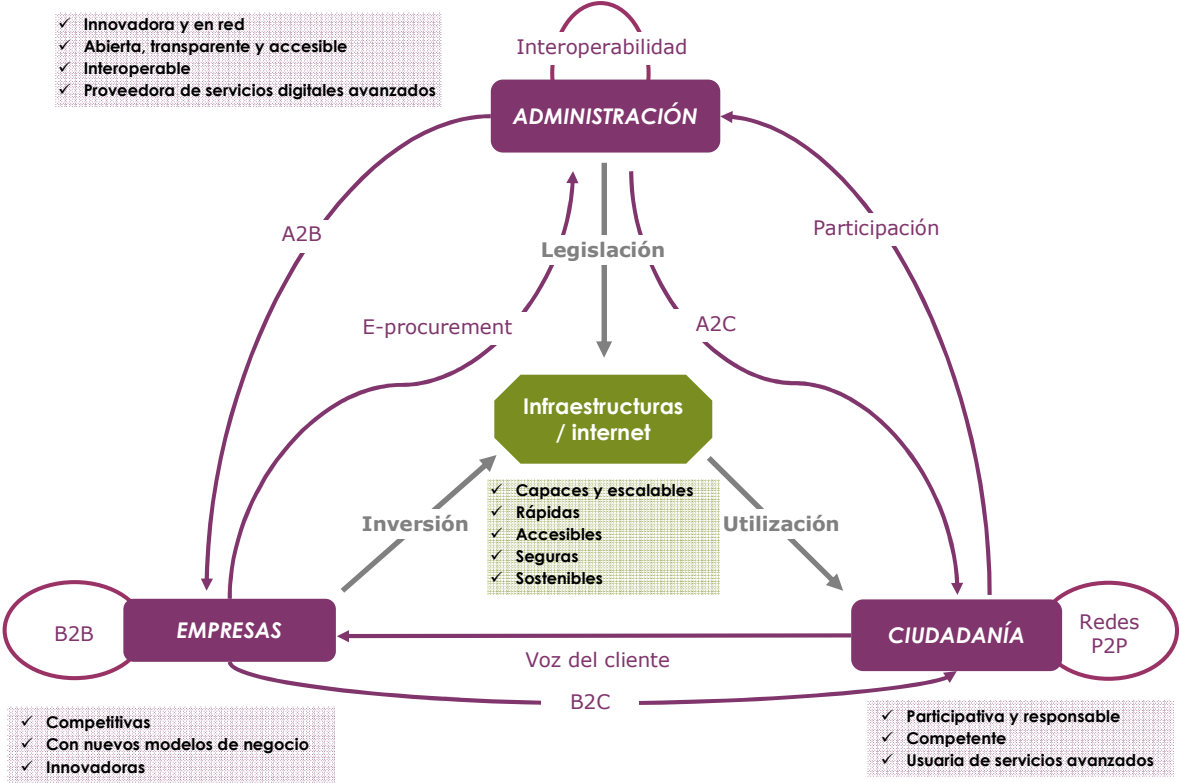 ✓ Innovadora y en red
✓ Abierta, transparente y accesible
✓ Interoperable
✓ Proveedora de servicios digitales avanzados
Interoperabilidad
ADMINISTRACIÓN
A2B
Participación
Legislación
E-procurement
A2C
Infraestructuras
/ internet
✓ Capaces y escalables
✓ Rápidas
✓ Accesibles
✓ Seguras
✓ Sostenibles
Inversión
Utilización
B2B
EMPRESAS
CIUDADANÍA
Redes
P2P
Voz del cliente
B2C
✓ Competitivas
✓ Con nuevos modelos de negocio
✓ Innovadoras
✓ Participativa y responsable
✓ Competente
✓ Usuaria de servicios avanzados